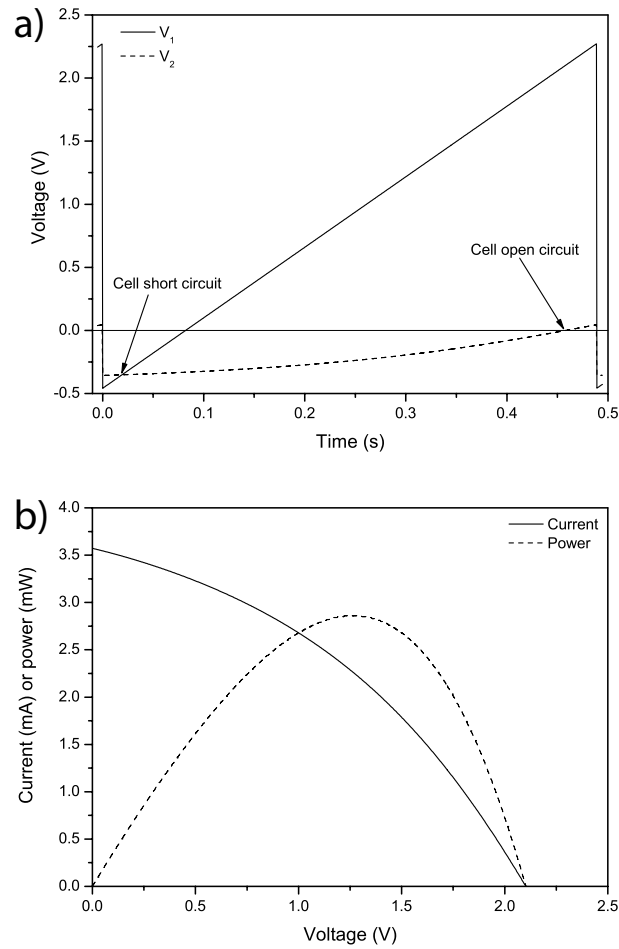 a)
2.5
2.0
1.5
1.0
0.5
0.0
-0.5
V1
V2
Cell short circuit
Cell open circuit
Voltage (V)
0.0 0.1 0.2 0.3 0.4 0.5
Time (s)
b)
4.0
3.5
3.0
2.5
2.0
1.5
1.0
0.5
0.0
Current
Power
Current (mA) or power (mW)
0.0 0.5 1.0 1.5 2.0 2.5
Voltage (V)